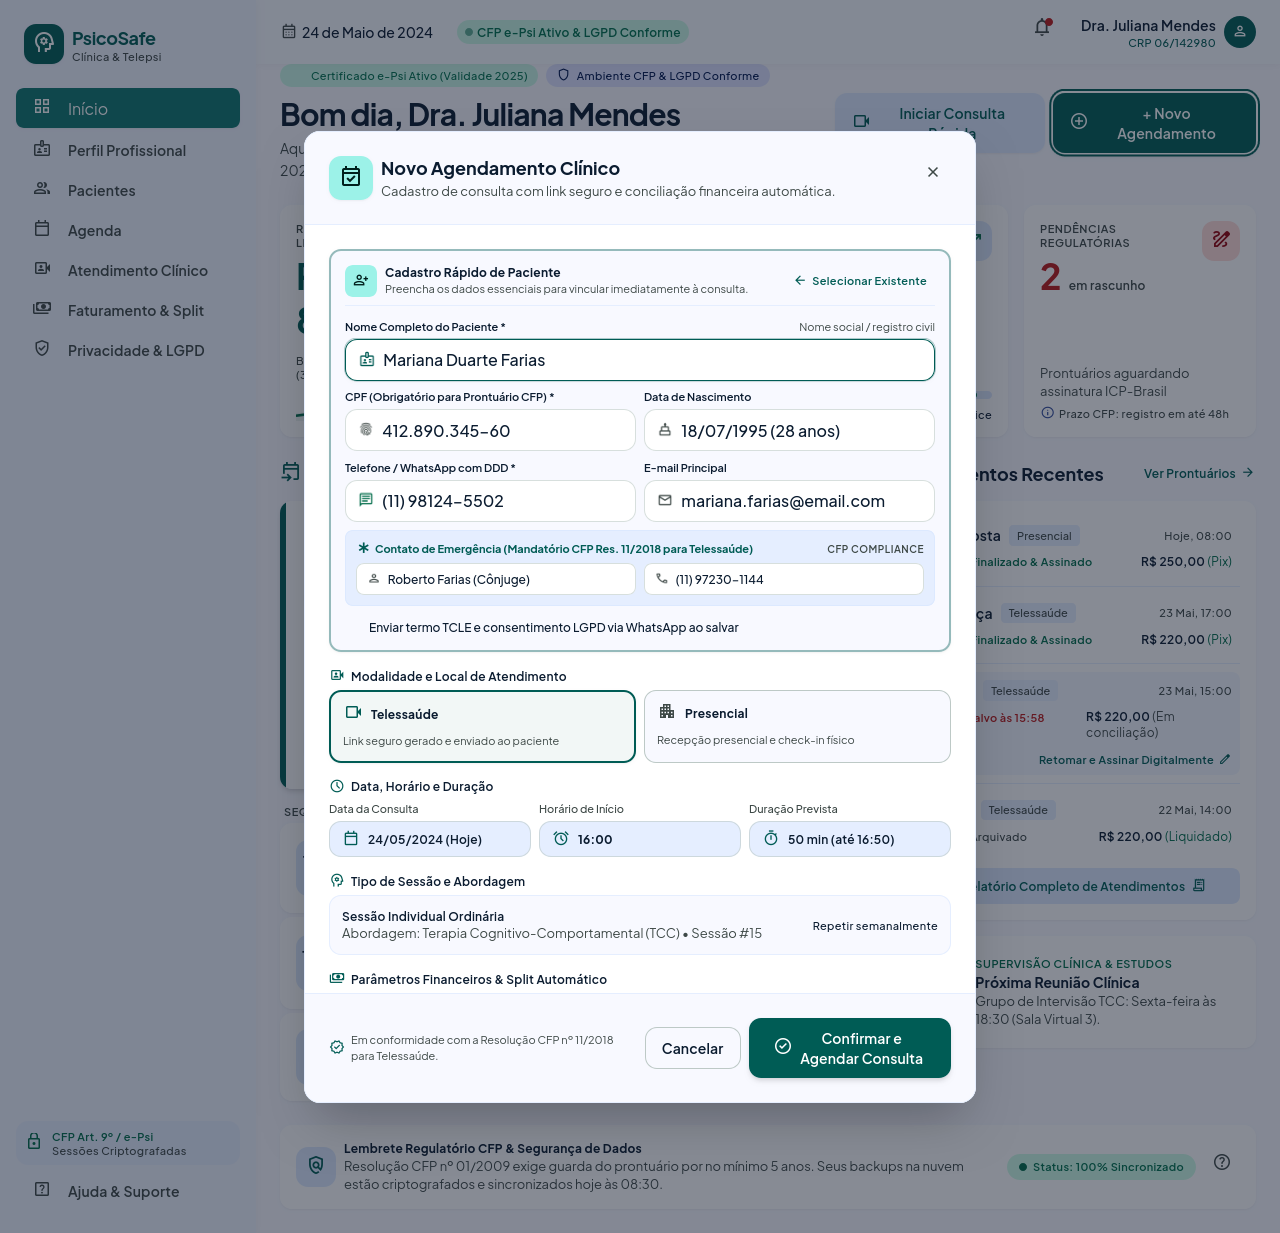 PsicoSafe
Clínica & Telepsi
Início
Perfil Profissional
Pacientes
Agenda
Atendimento Clínico
Faturamento & Split
Privacidade & LGPD
CFP Art. 9º / e-Psi
Sessões Criptografadas
Ajuda & Suporte
24 de Maio de 2024
CFP e-Psi Ativo & LGPD Conforme
Dra. Juliana Mendes
CRP 06/142980
Certificado e-Psi Ativo (Validade 2025)
Ambiente CFP & LGPD Conforme
Bom dia, Dra. Juliana Mendes
Iniciar Consulta
+ Novo
Agendamento
Novo Agendamento Clínico
Cadastro de consulta com link seguro e conciliação financeira automática.
Cadastro Rápido de Paciente
Preencha os dados essenciais para vincular imediatamente à consulta.
Selecionar Existente
Nome Completo do Paciente *
Nome social / registro civil
Mariana Duarte Farias
CPF (Obrigatório para Prontuário CFP) *
Data de Nascimento
412.890.345-60
18/07/1995 (28 anos)
Telefone / WhatsApp com DDD *
E-mail Principal
(11) 98124-5502
mariana.farias@email.com
Contato de Emergência (Mandatório CFP Res. 11/2018 para Telessaúde)
CFP COMPLIANCE
Roberto Farias (Cônjuge)
(11) 97230-1144
Enviar termo TCLE e consentimento LGPD via WhatsApp ao salvar
Modalidade e Local de Atendimento
Telessaúde
Link seguro gerado e enviado ao paciente
Presencial
Recepção presencial e check-in físico
Data, Horário e Duração
Data da Consulta
Horário de Início
Duração Prevista
24/05/2024 (Hoje)
16:00
50 min (até 16:50)
Tipo de Sessão e Abordagem
Sessão Individual Ordinária
Abordagem: Terapia Cognitivo-Comportamental (TCC) • Sessão #15
Repetir semanalmente
Parâmetros Financeiros & Split Automático
Em conformidade com a Resolução CFP nº 11/2018
para Telessaúde.
Cancelar
Confirmar e
Agendar Consulta
PENDÊNCIAS
REGULATÓRIAS
2 em rascunho
Prontuários aguardando
assinatura ICP-Brasil
Prazo CFP: registro em até 48h
Recentes
Ver Prontuários
Presencial
Hoje, 08:00
Finalizado & Assinado
R$ 250,00 (Pix)
Telessaúde
23 Mai, 17:00
Finalizado & Assinado
R$ 220,00 (Pix)
Telessaúde
23 Mai, 15:00
às 15:58
R$ 220,00 (Em
conciliação)
Retomar e Assinar Digitalmente
Telessaúde
22 Mai, 14:00
Arquivado
R$ 220,00 (Liquidado)
Completo de Atendimentos
SUPERVISÃO CLÍNICA & ESTUDOS
Próxima Reunião Clínica
Grupo de Intervisão TCC: Sexta-feira às
18:30 (Sala Virtual 3).
Lembrete Regulatório CFP & Segurança de Dados
Resolução CFP nº 01/2009 exige guarda do prontuário por no mínimo 5 anos. Seus backups na nuvem
estão criptografados e sincronizados hoje às 08:30.
Status: 100% Sincronizado